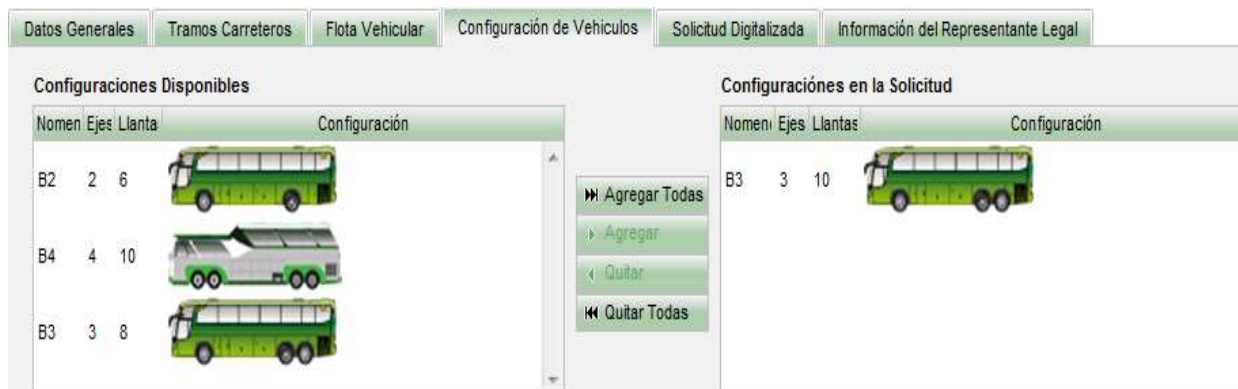 Datos Generales Tramos Carreteros Flota Vehicular Configuración de Vehiculos Solicitud Digitalizada Información del Representante Legal
Configuraciones Disponibles
Nomen Ejes Llanta Configuración
B2 2 6
B4 4 10
B3 3 8
Agregar Todas
Agregar
Quitar
Quitar Todas
Configuraciónes en la Solicitud
Nomen Ejes Llantas Configuración
B3 3 10